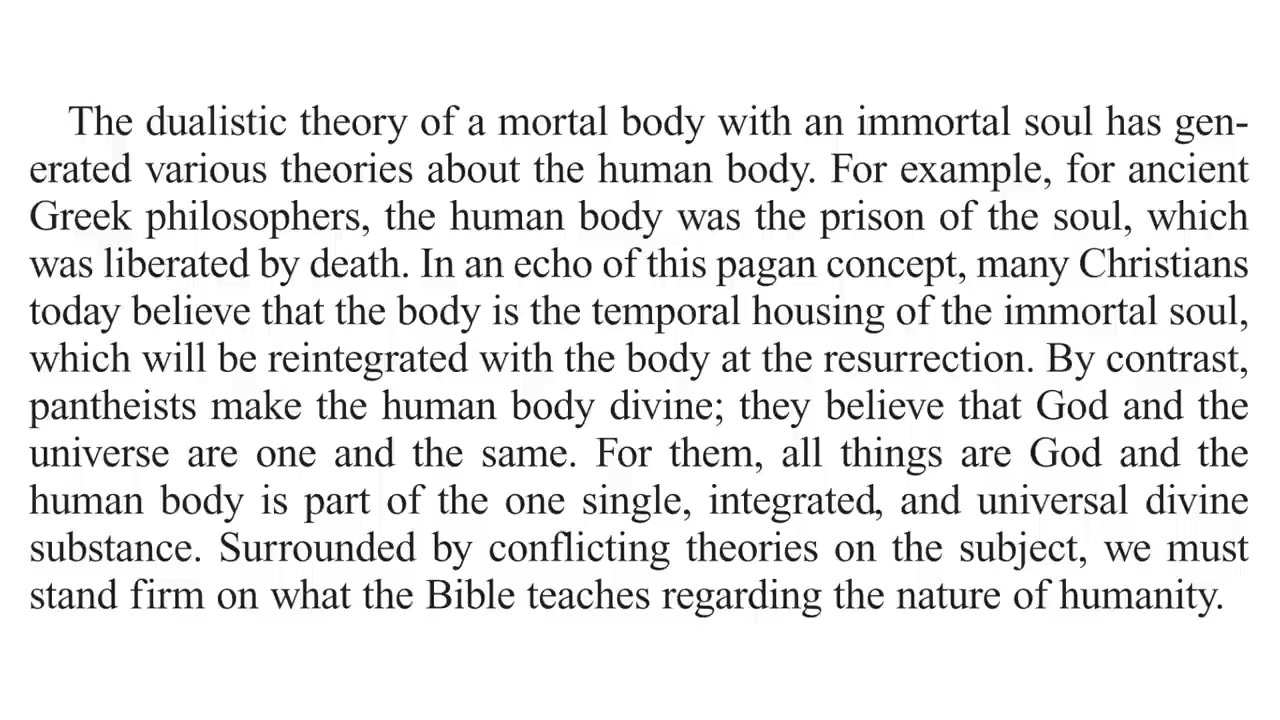 The dualistic theory of a mortal body with an immortal soul has gen-
erated various theories about the human body. For example, for ancient
Greek philosophers, the human body was the prison of the soul, which
was liberated by death. In an echo of this pagan concept, many Christians
today believe that the body is the temporal housing of the immortal soul,
which will be reintegrated with the body at the resurrection. By contrast,
pantheists make the human body divine; they believe that God and the
universe are one and the same. For them, all things are God and the
human body is part of the one single, integrated, and universal divine
substance. Surrounded by conflicting theories on the subject, we must
stand firm on what the Bible teaches regarding the nature of humanity.